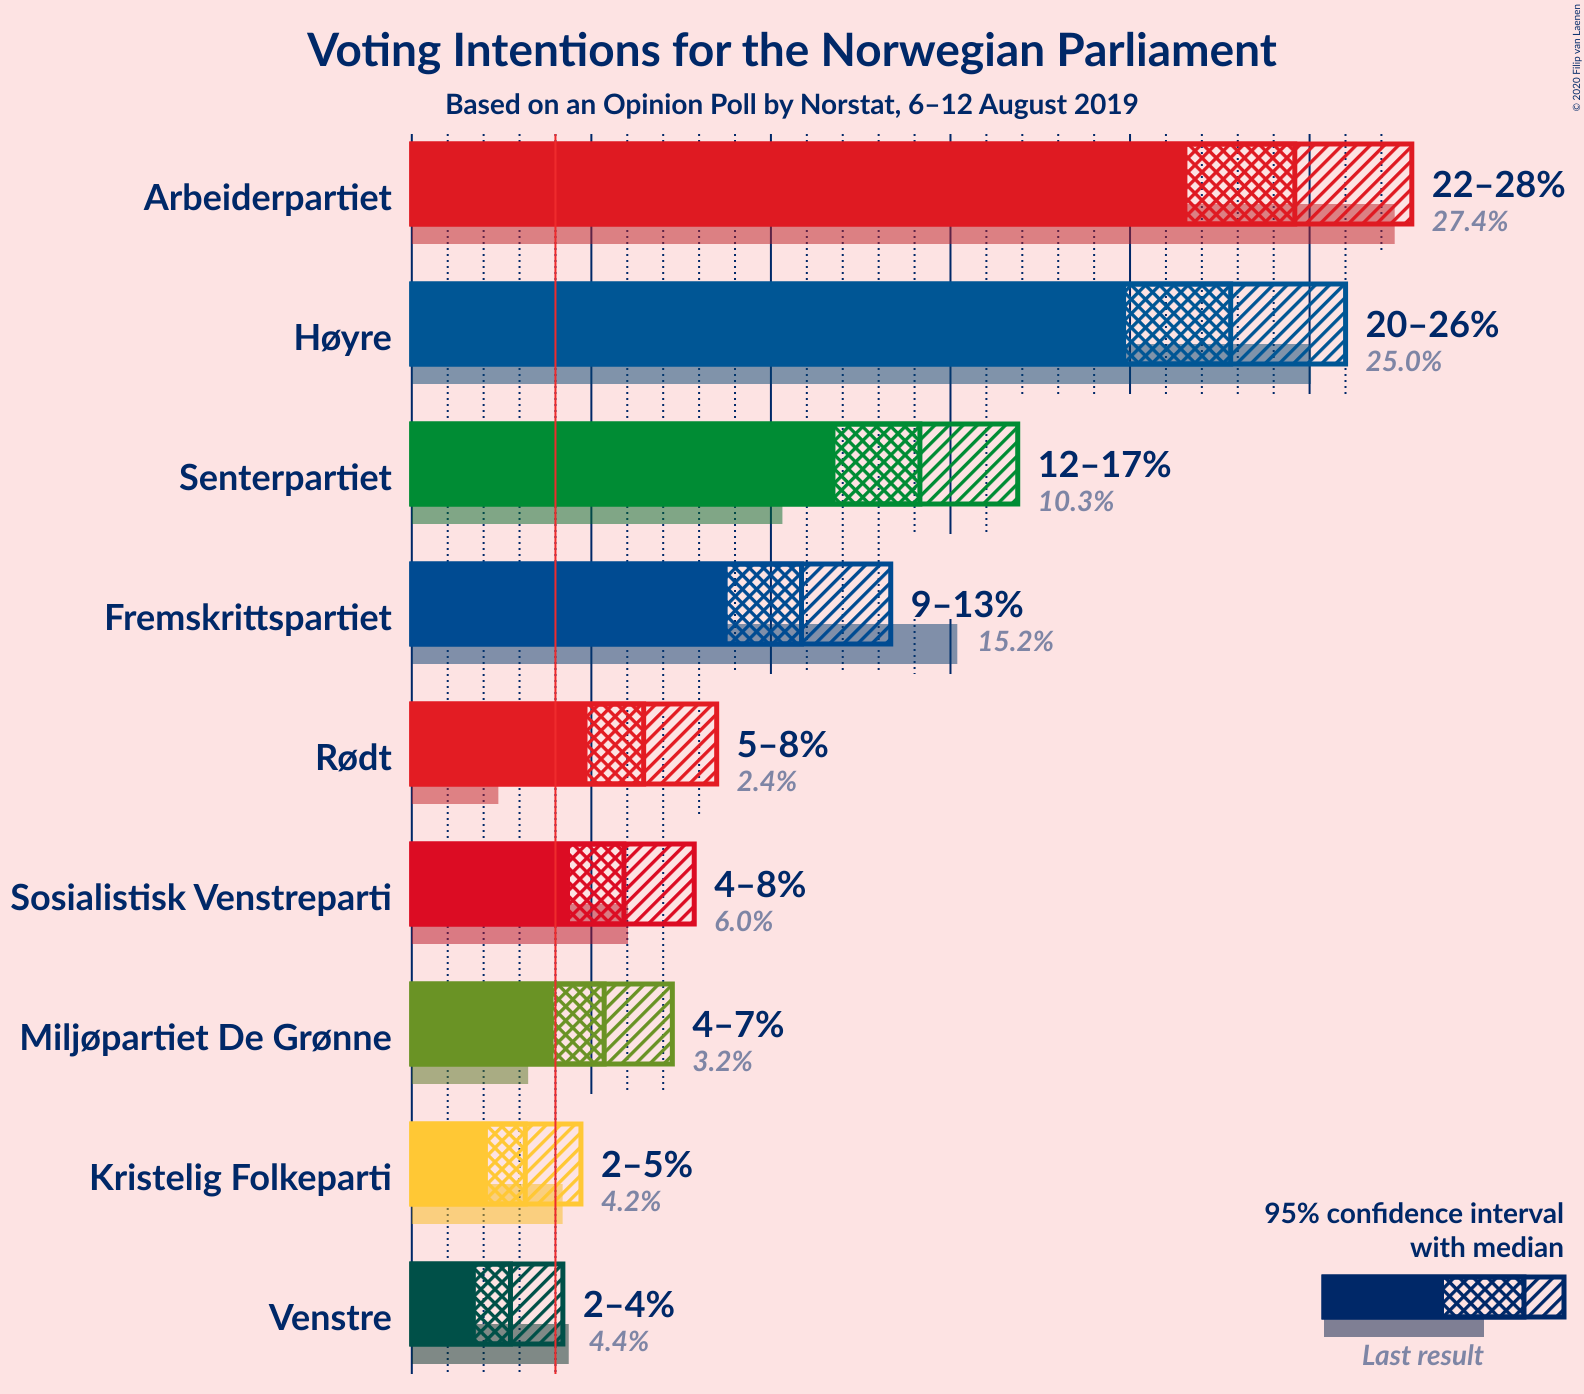 Voting Intentions for the Norwegian Parliament
Based on an Opinion Poll by Norstat, 6–12 August 2019
© 2020 Filip van Laenen
Arbeiderpartiet
22–28%
27.4%
Høyre
20–26%
25.0%
Senterpartiet
12–17%
10.3%
Fremskrittspartiet
9–13%
15.2%
Rødt
5–8%
2.4%
Sosialistisk Venstreparti
4–8%
6.0%
Miljøpartiet De Grønne
4–7%
3.2%
Kristelig Folkeparti
2–5%
4.2%
Venstre
2–4%
4.4%
95% confidence interval
with median
Last result